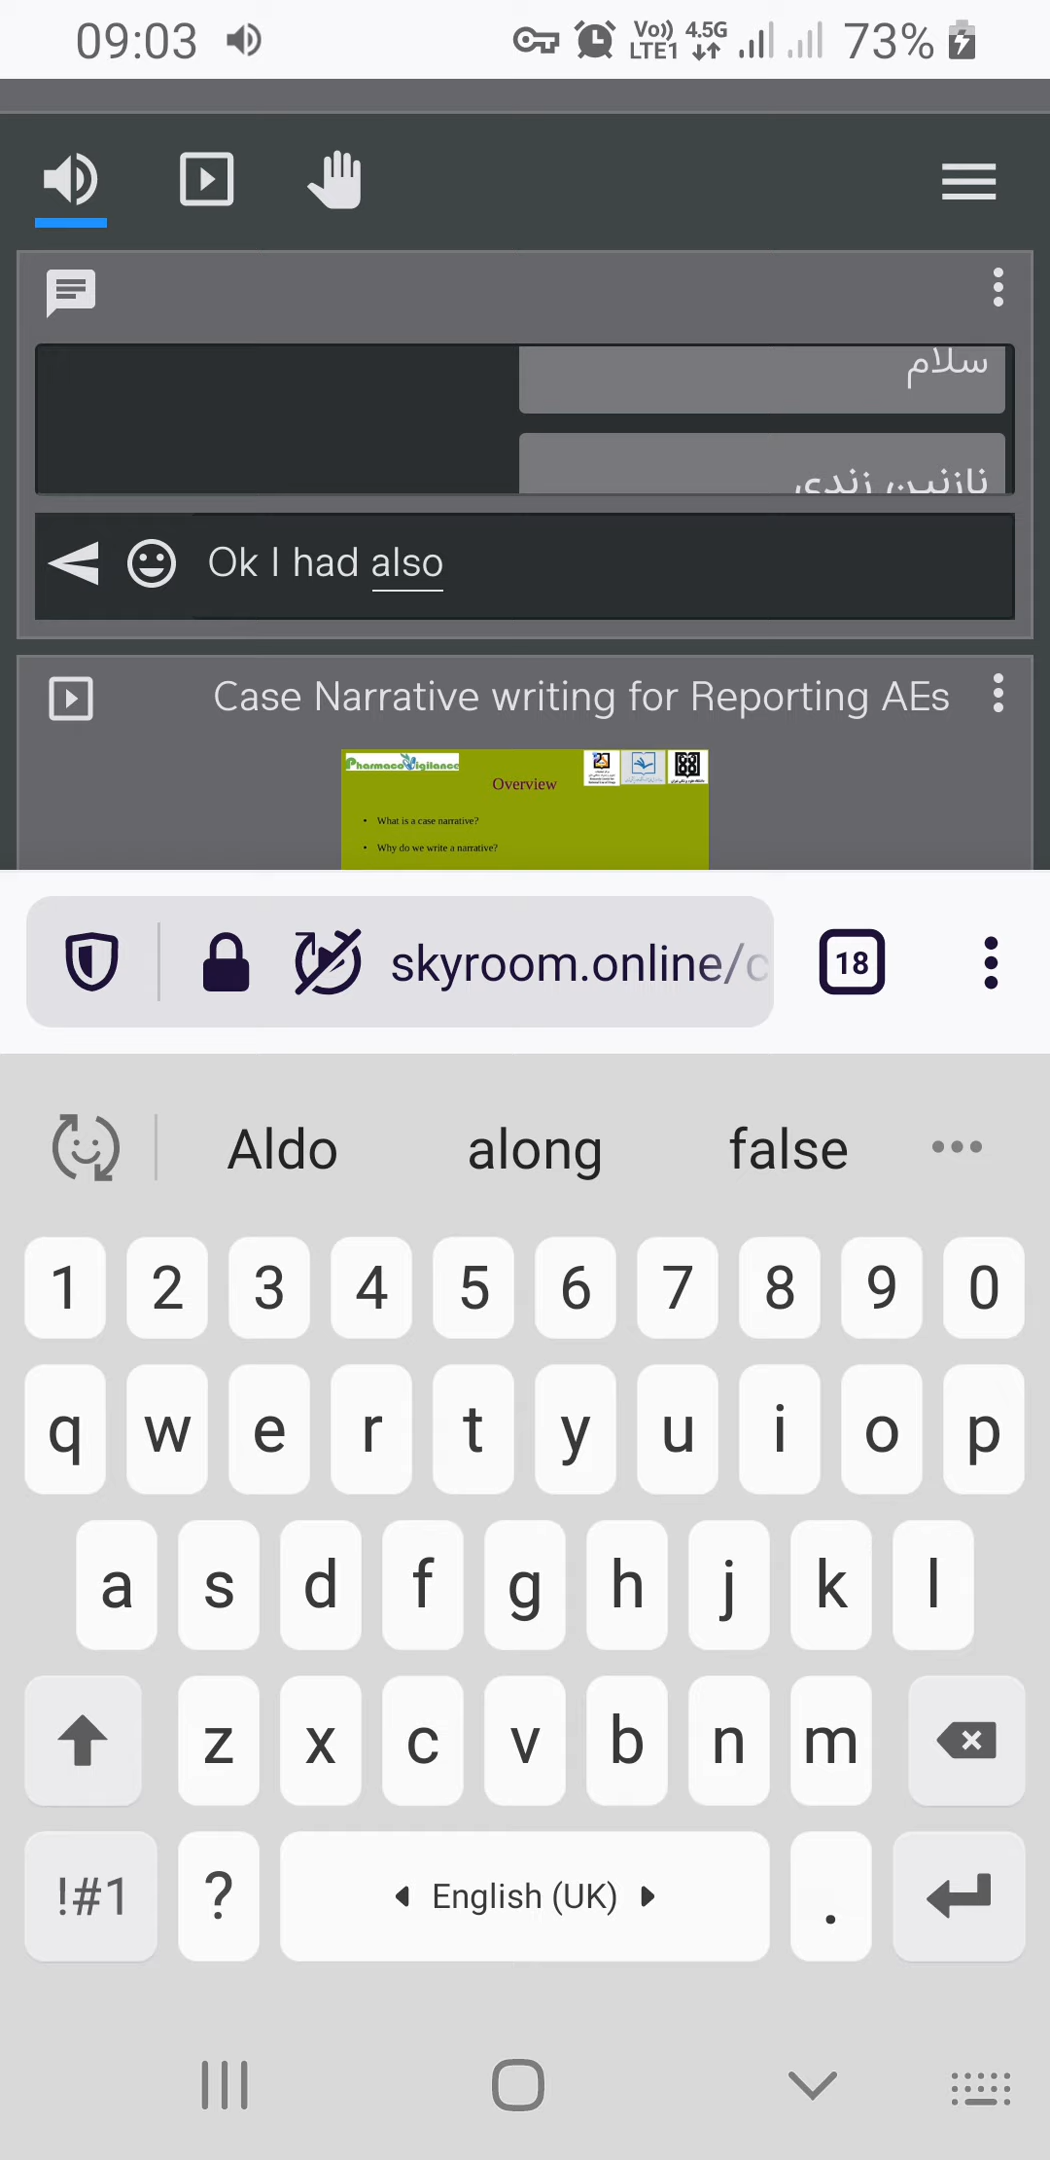 09:03 Vo)) LTE1 4.5G 73%
سلام
نازنین زندی
Ok I had also
Case Narrative writing for Reporting AEs
PharmacoVigilance
Overview
• What is a case narrative?
• Why do we write a narrative?
skyroom.online/c 18
Aldo along false
1 2 3 4 5 6 7 8 9 0
q w e r t y u i o p
a s d f g h j k l
z x c v b n m
!#1 ? English (UK) .